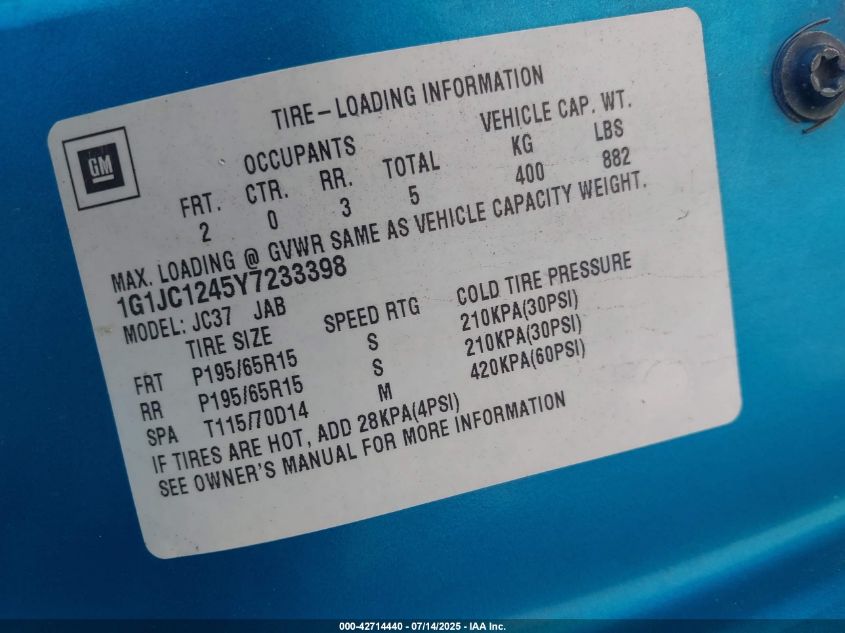 TIRE–LOADING INFORMATION
GM
OCCUPANTS VEHICLE CAP. WT.
FRT. CTR. RR. TOTAL KG LBS
2 0 3 5 400 882
MAX. LOADING @ GVWR SAME AS VEHICLE CAPACITY WEIGHT.
1G1JC1245Y7233398
MODEL: JC37 JAB
TIRE SIZE SPEED RTG COLD TIRE PRESSURE
FRT P195/65R15 S 210KPA(30PSI)
RR P195/65R15 S 210KPA(30PSI)
SPA T115/70D14 M 420KPA(60PSI)
IF TIRES ARE HOT, ADD 28KPA(4PSI)
SEE OWNER'S MANUAL FOR MORE INFORMATION
000-42714440 - 07/14/2025 - IAA Inc.